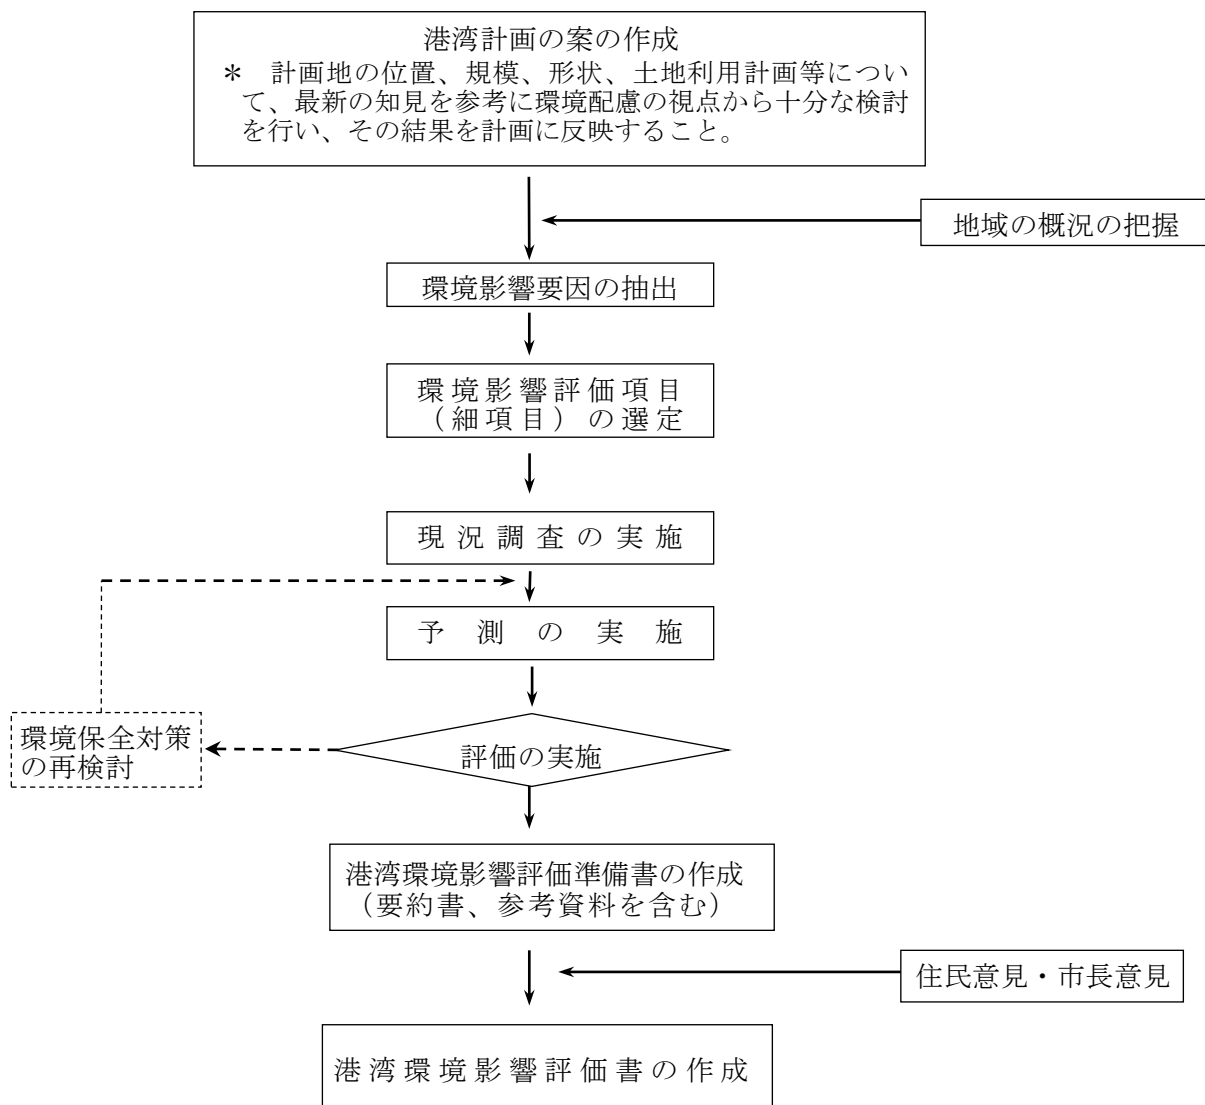 港湾計画の案の作成
＊　計画地の位置、規模、形状、土地利用計画等につい
て、最新の知見を参考に環境配慮の視点から十分な検討
を行い、その結果を計画に反映すること。
地域の概況の把握
環境影響要因の抽出
環境影響評価項目
（細項目）の選定
現況調査の実施
予測の実施
環境保全対策
の再検討
評価の実施
港湾環境影響評価準備書の作成
（要約書、参考資料を含む）
住民意見・市長意見
港湾環境影響評価書の作成